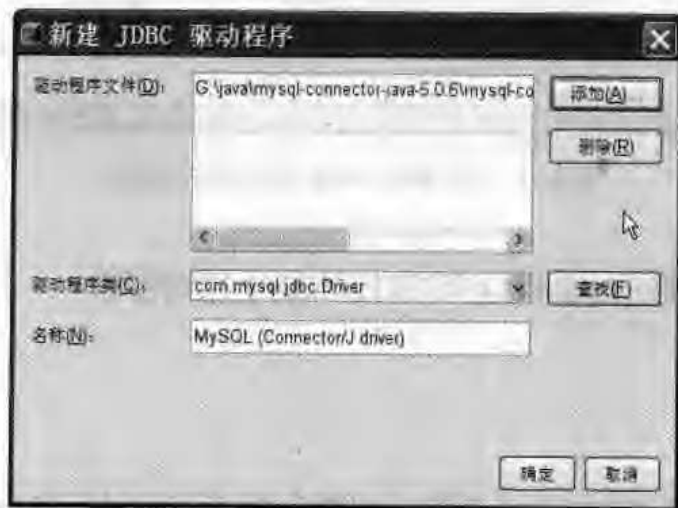 新建 JDBC 驱动程序
驱动程序文件(D):
G:\java\mysql-connector-java-5.0.6\mysql-co
添加(A)...
删除(R)
驱动程序类(C):
com.mysql.jdbc.Driver
查找(F)
名称(N):
MySQL (Connector/J driver)
确定
取消